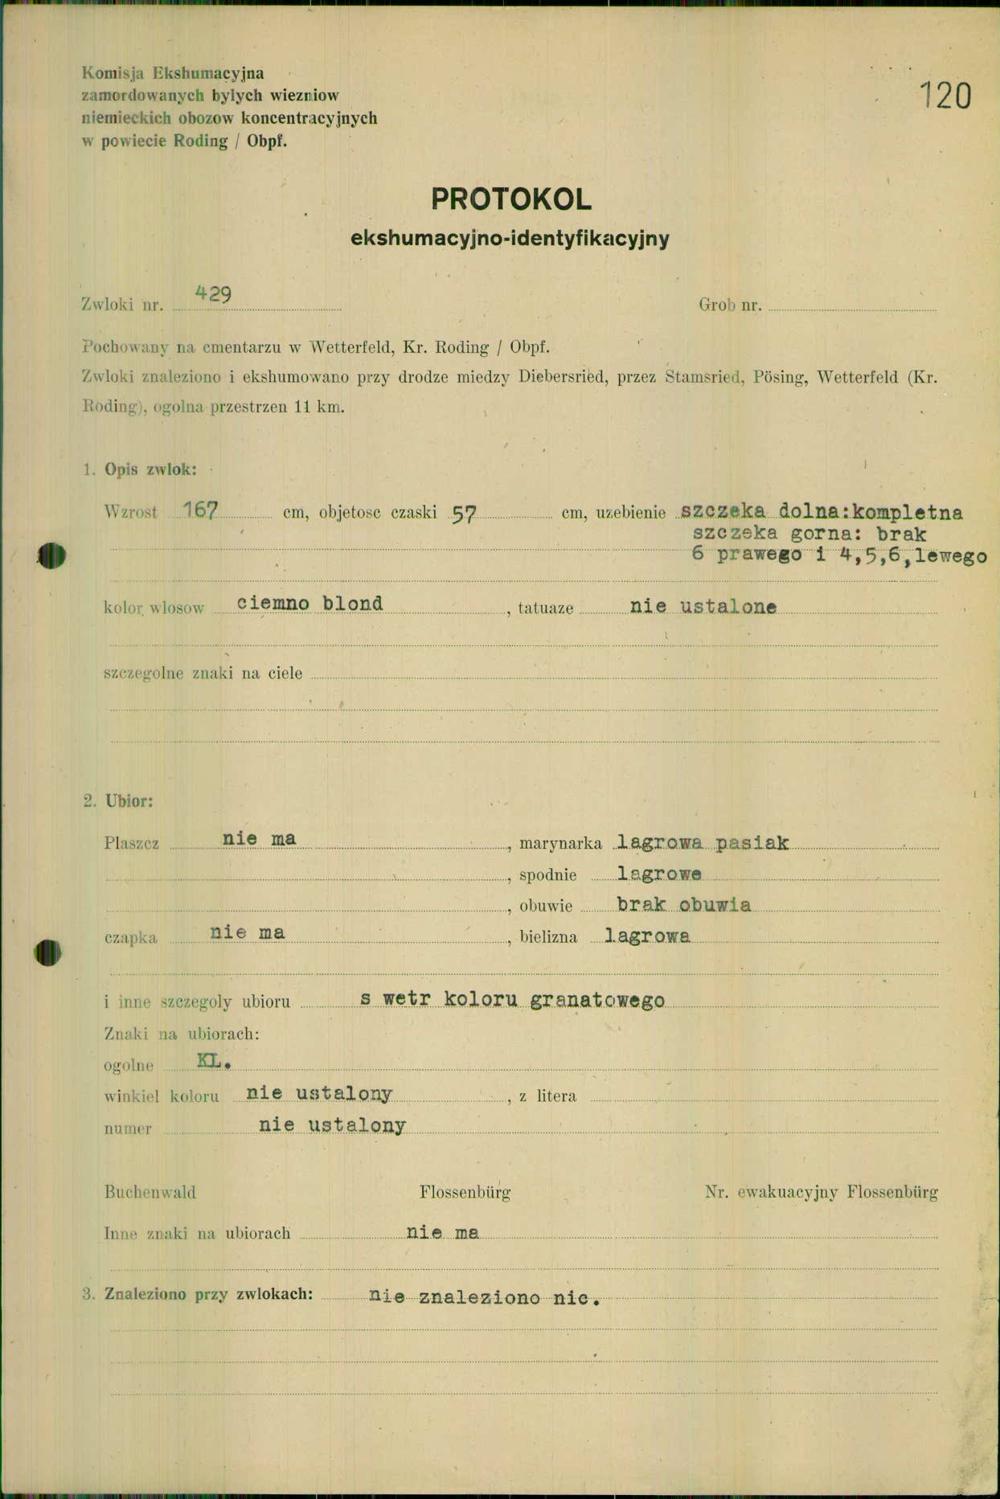 Komisja Ekshumacyjna
zamordowanych bylych wiezniow
niemieckich obozow koncentracyjnych
w powiecie Roding / Obpf.
120
PROTOKOL
ekshumacyjno-identyfikacyjny
Zwloki nr. 429 Grob nr.
Pochowany na cmentarzu w Wetterfeld, Kr. Roding / Obpf.
Zwloki znaleziono i ekshumowano przy drodze miedzy Diebersried, przez Stamsried, Pösing, Wetterfeld (Kr.
Roding), ogolna przestrzen 11 km.
1. Opis zwlok:
Wzrost 167 cm, objetosc czaski 57 cm, uzebienie szczeka dolna:kompletna
szczeka gorna: brak
6 prawego i 4,5,6,lewego
kolor wlosow ciemno blond , tatuaze nie ustalone
szczegolne znaki na ciele
2. Ubior:
Plaszcz nie ma , marynarka lagrowa pasiak
, spodnie lagrowe
, obuwie brak obuwia
czapka nie ma , bielizna lagrowa
i inne szczegoly ubioru s wetr koloru granatowego
Znaki na ubiorach:
ogolne KL.
winkiel koloru nie ustalony , z litera
numer nie ustalony
Buchenwald Flossenbürg Nr. ewakuacyjny Flossenbürg
Inne znaki na ubiorach nie ma
3. Znaleziono przy zwlokach: nie znaleziono nic.